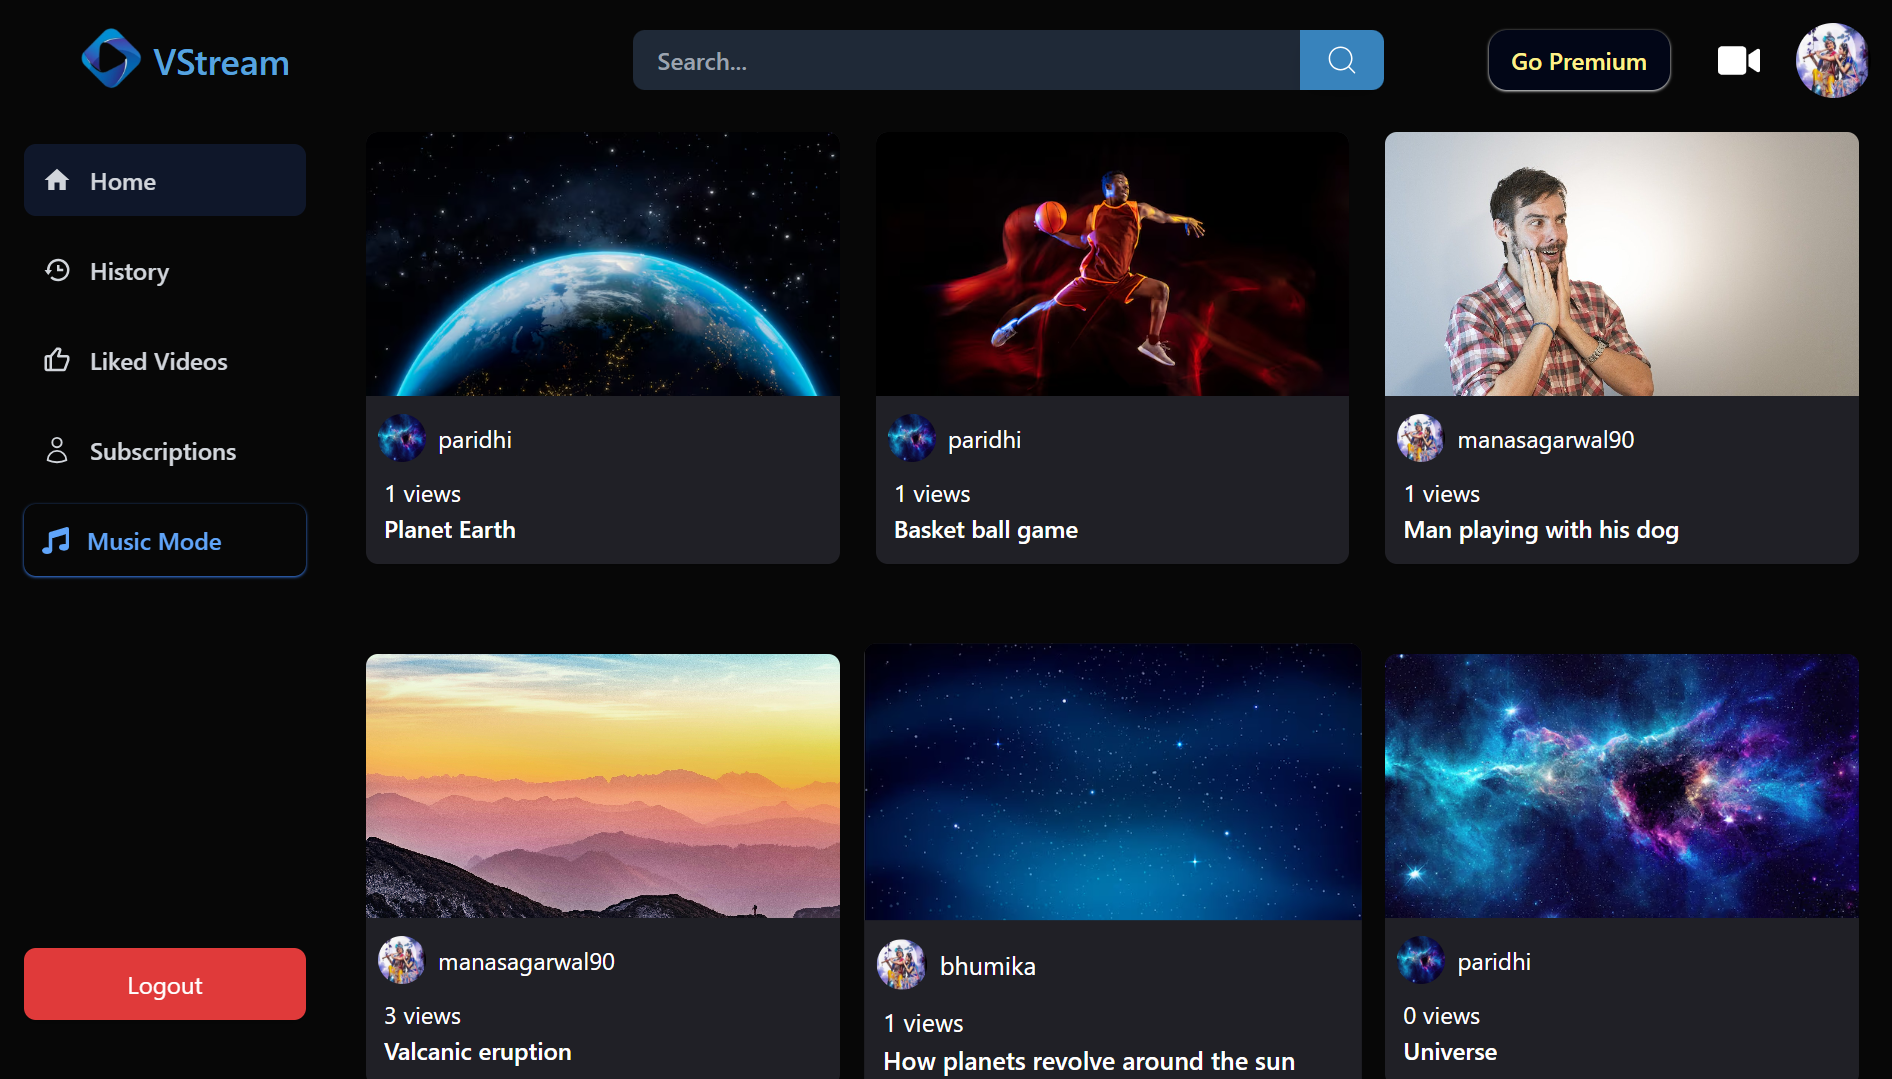 VStream
Search...
Go Premium
Home
History
Liked Videos
Subscriptions
Music Mode
Logout
paridhi
1 views
Planet Earth
paridhi
1 views
Basket ball game
manasagarwal90
1 views
Man playing with his dog
manasagarwal90
3 views
Valcanic eruption
bhumika
1 views
How planets revolve around the sun
paridhi
0 views
Universe